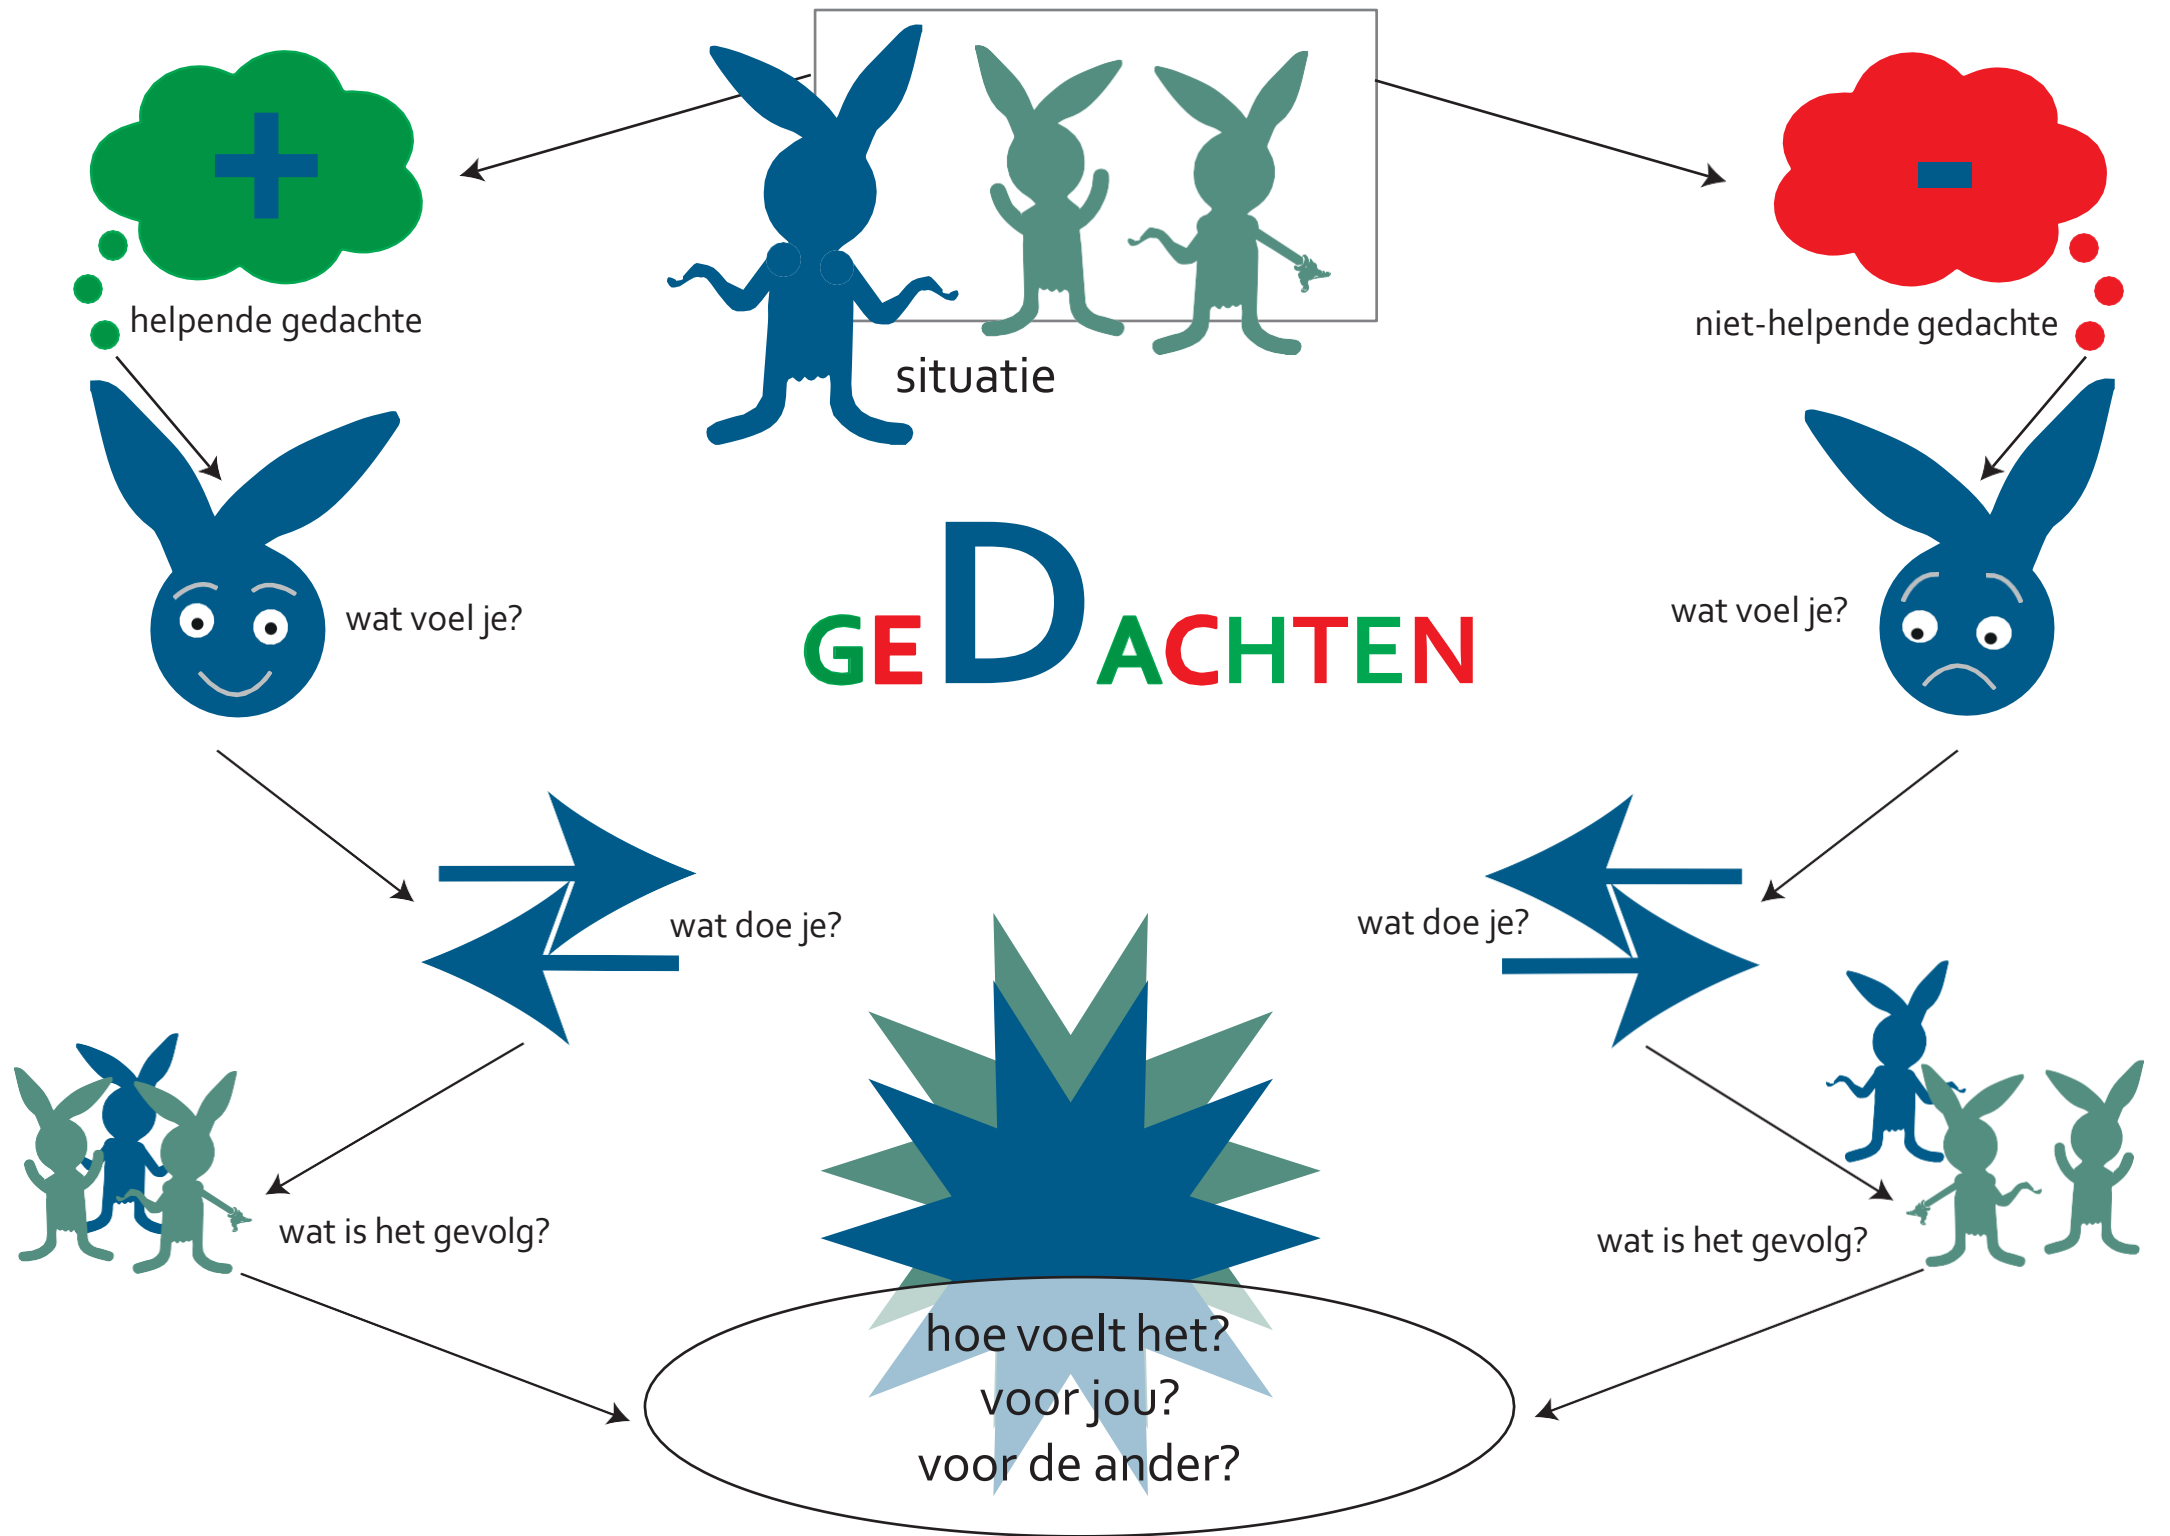 helpende gedachte
situatie
niet-helpende gedachte
wat voel je?
GEDACHTEN
wat voel je?
wat doe je?
wat doe je?
wat is het gevolg?
wat is het gevolg?
hoe voelt het?
voor jou?
voor de ander?